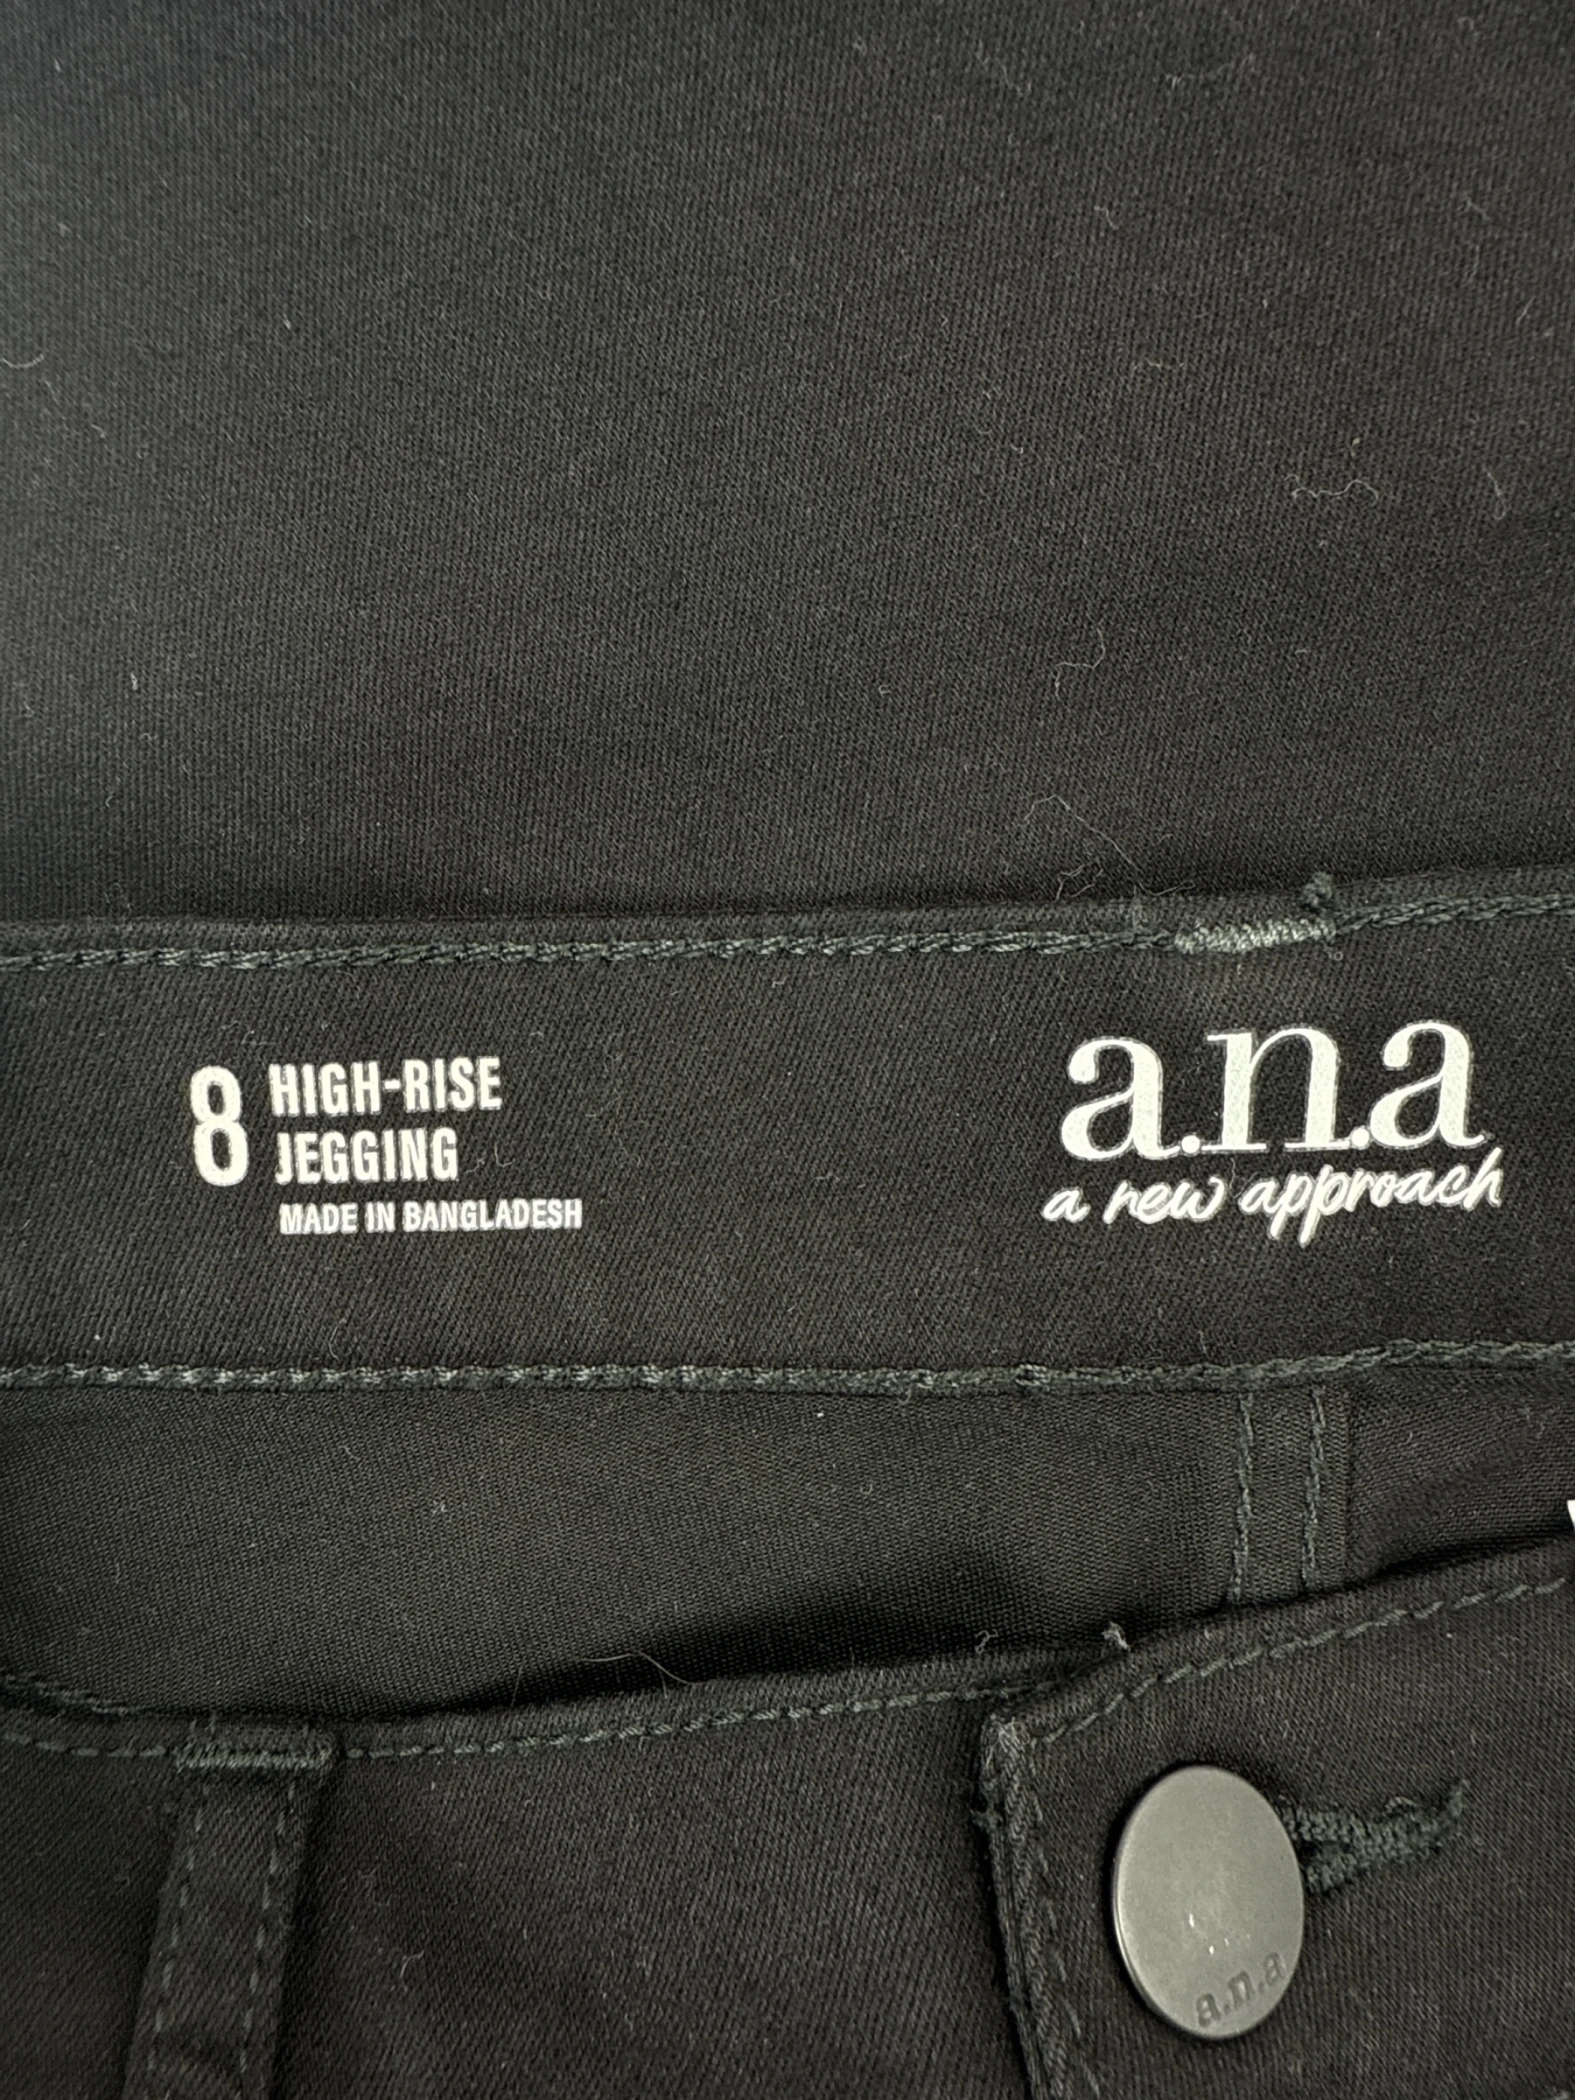 8 HIGH-RISE
JEGGING
MADE IN BANGLADESH
a.n.a
a new approach
a.n.a